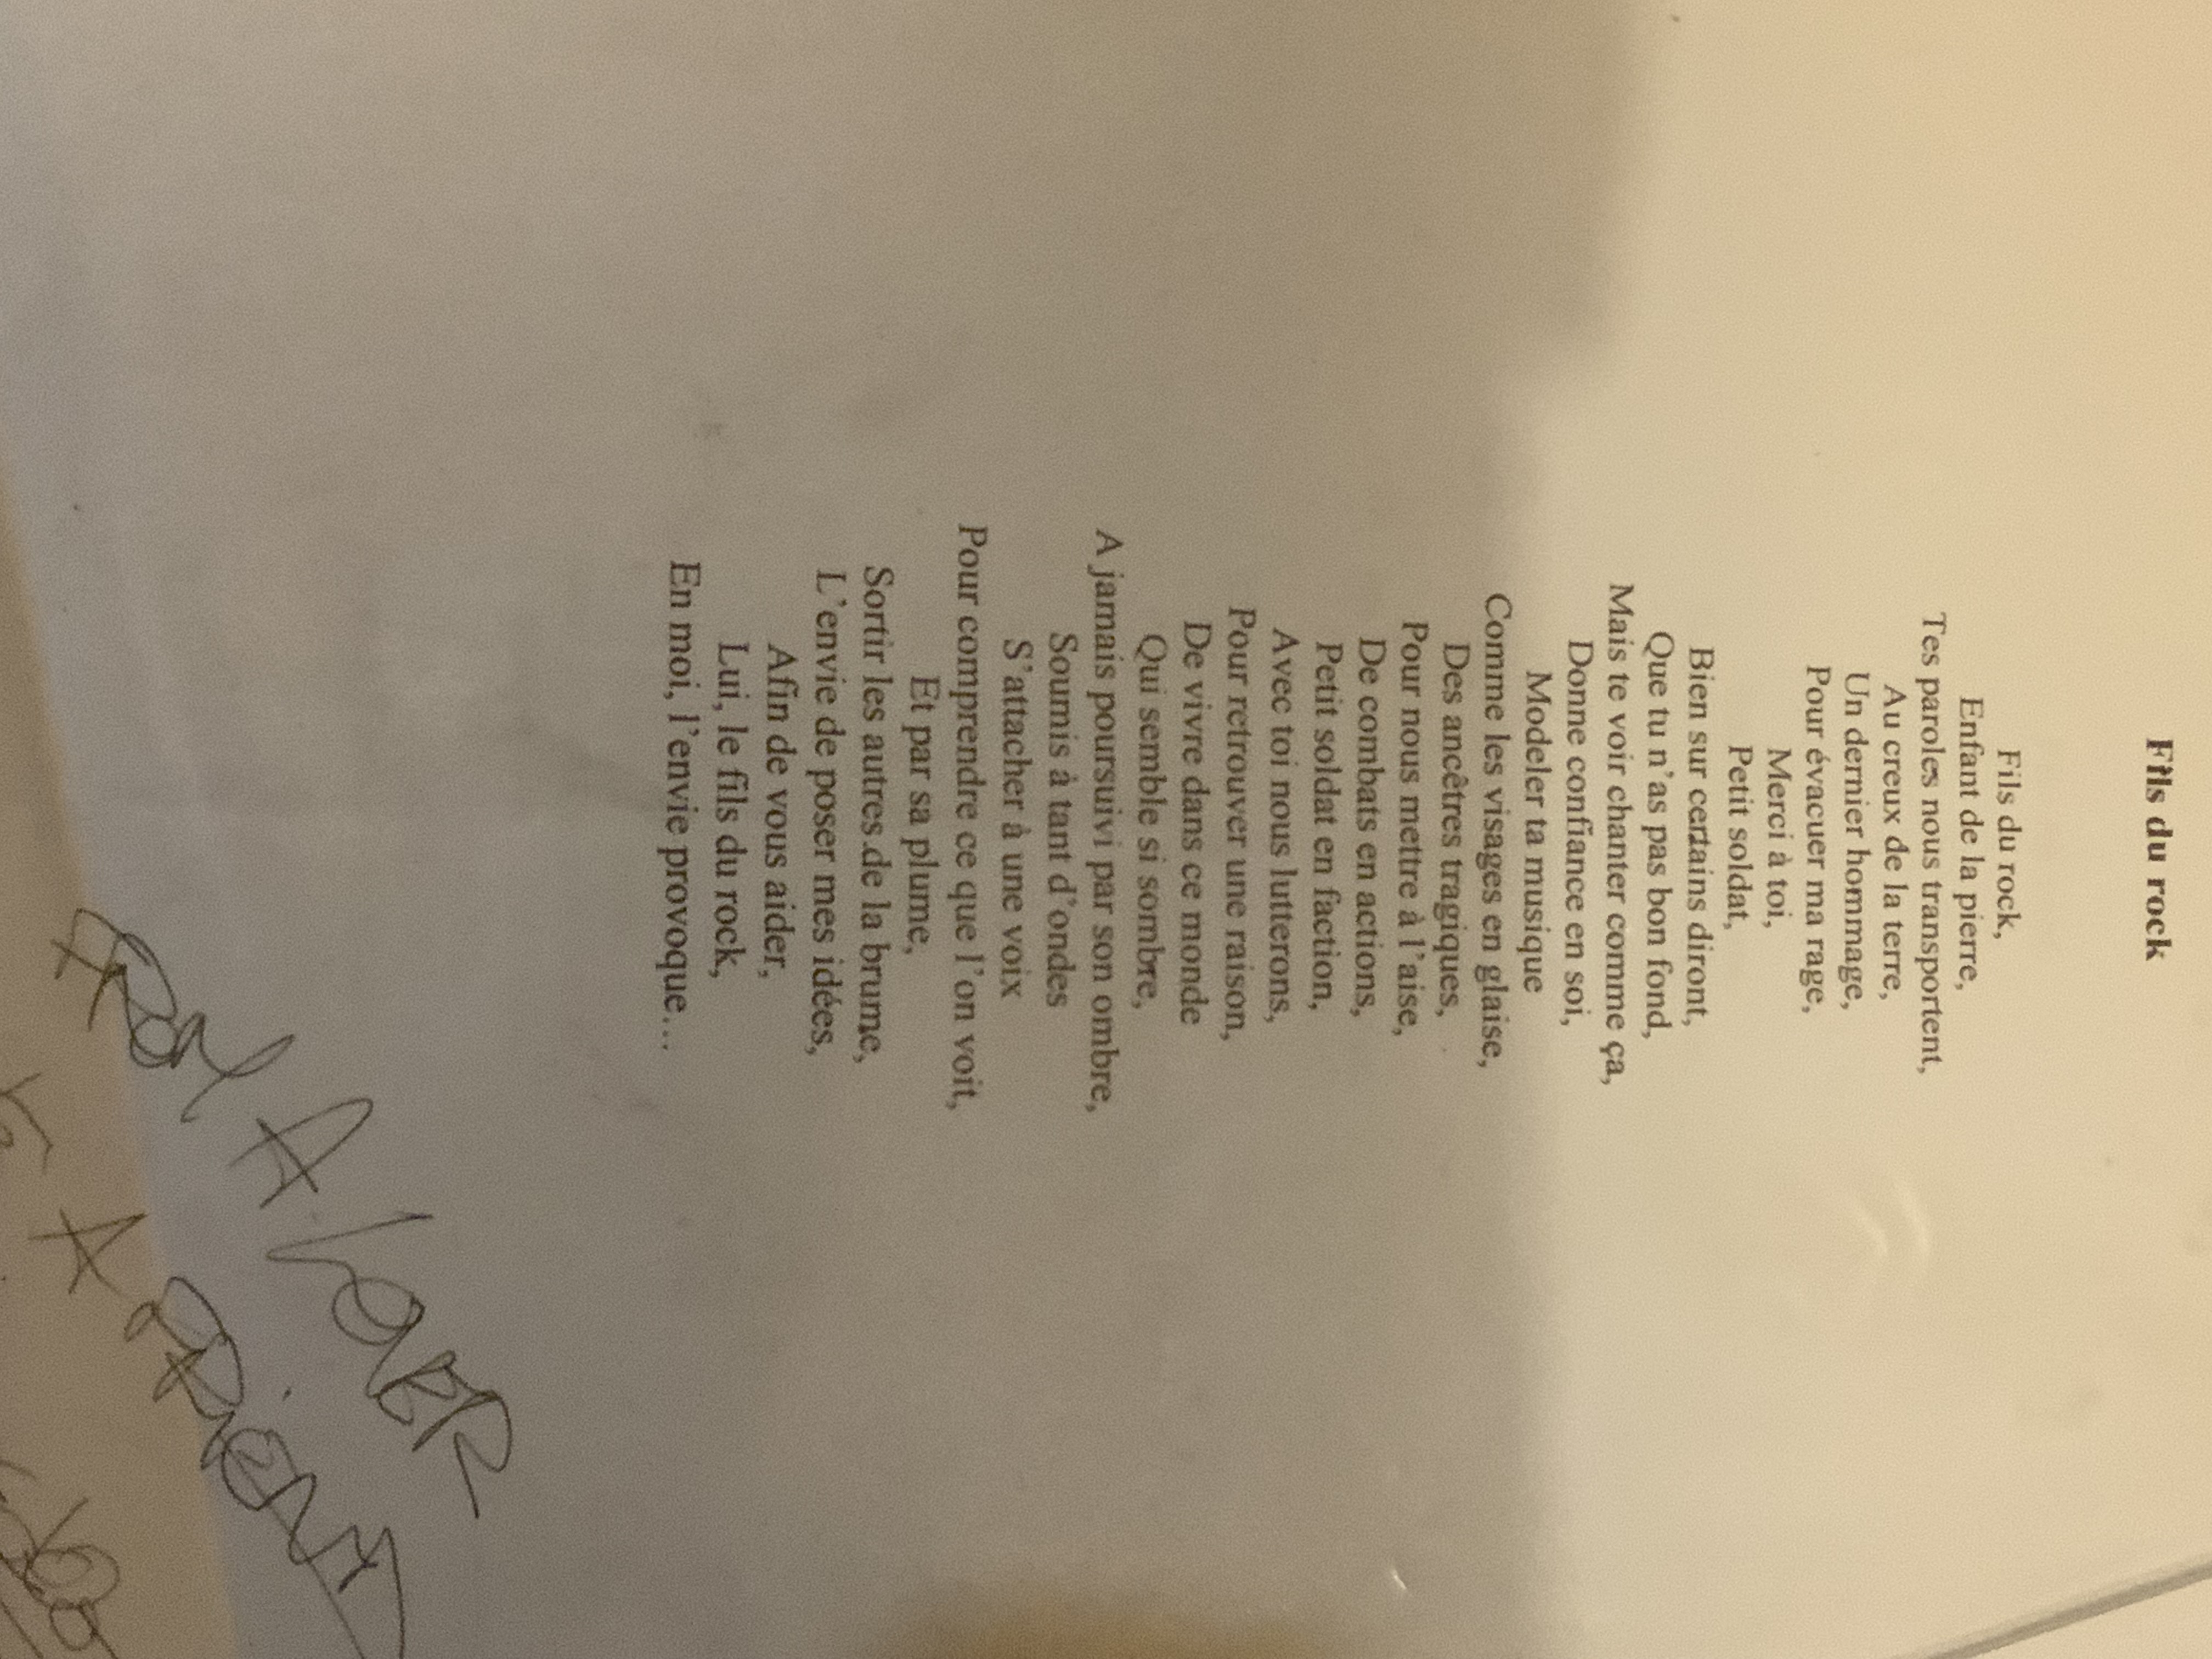 Fils du rock
Fils du rock,
Enfant de la pierre,
Tes paroles nous transportent,
Au creux de la terre,
Un dernier hommage,
Pour évacuer ma rage,
Merci à toi,
Petit soldat,
Bien sur certains diront,
Que tu n'as pas bon fond,
Mais te voir chanter comme ça,
Donne confiance en soi,
Modeler ta musique
Comme les visages en glaise,
Des ancêtres tragiques,
Pour nous mettre à l'aise,
De combats en actions,
Petit soldat en faction,
Avec toi nous lutterons,
Pour retrouver une raison,
De vivre dans ce monde
Qui semble si sombre,
A jamais poursuivi par son ombre,
Soumis à tant d'ondes
S'attacher à une voix
Pour comprendre ce que l'on voit,
Et par sa plume,
Sortir les autres de la brume,
L'envie de poser mes idées,
Afin de vous aider,
Lui, le fils du rock,
En moi, l'envie provoque…
A
A